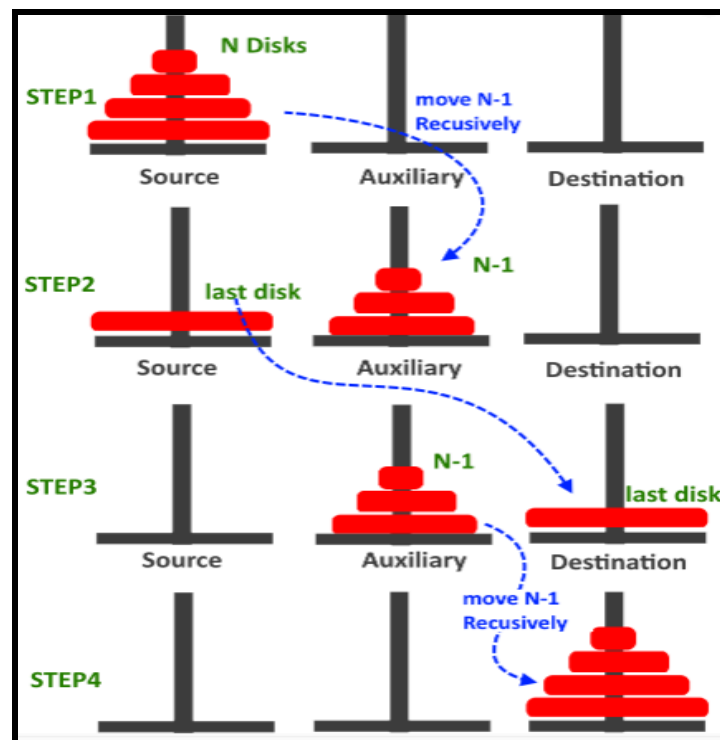 N Disks
STEP1
move N-1
Recusively
Source
Auxiliary
Destination
STEP2
last disk
N-1
Source
Auxiliary
Destination
STEP3
N-1
last disk
Source
Auxiliary
Destination
move N-1
Recusively
STEP4